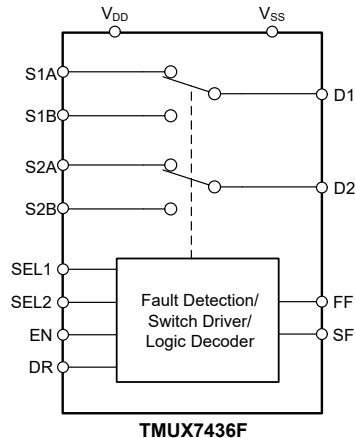 VDD
VSS
S1A
D1
S1B
S2A
D2
S2B
SEL1
SEL2
EN
DR
Fault Detection/
Switch Driver/
Logic Decoder
FF
SF
TMUX7436F